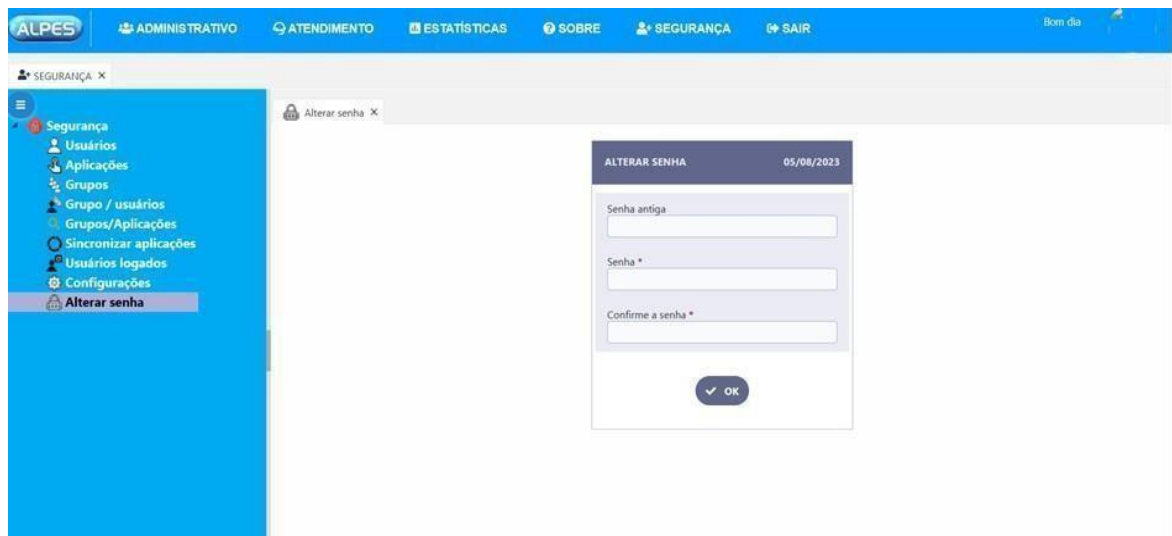 ALPES
ADMINISTRATIVO ATENDIMENTO ESTATÍSTICAS SOBRE SEGURANÇA SAIR Bom dia
SEGURANÇA ×
Segurança
Usuários
Aplicações
Grupos
Grupo / usuários
Grupos/Aplicações
Sincronizar aplicações
Usuários logados
Configurações
Alterar senha
Alterar senha ×
ALTERAR SENHA 05/08/2023
Senha antiga
Senha *
Confirme a senha *
OK